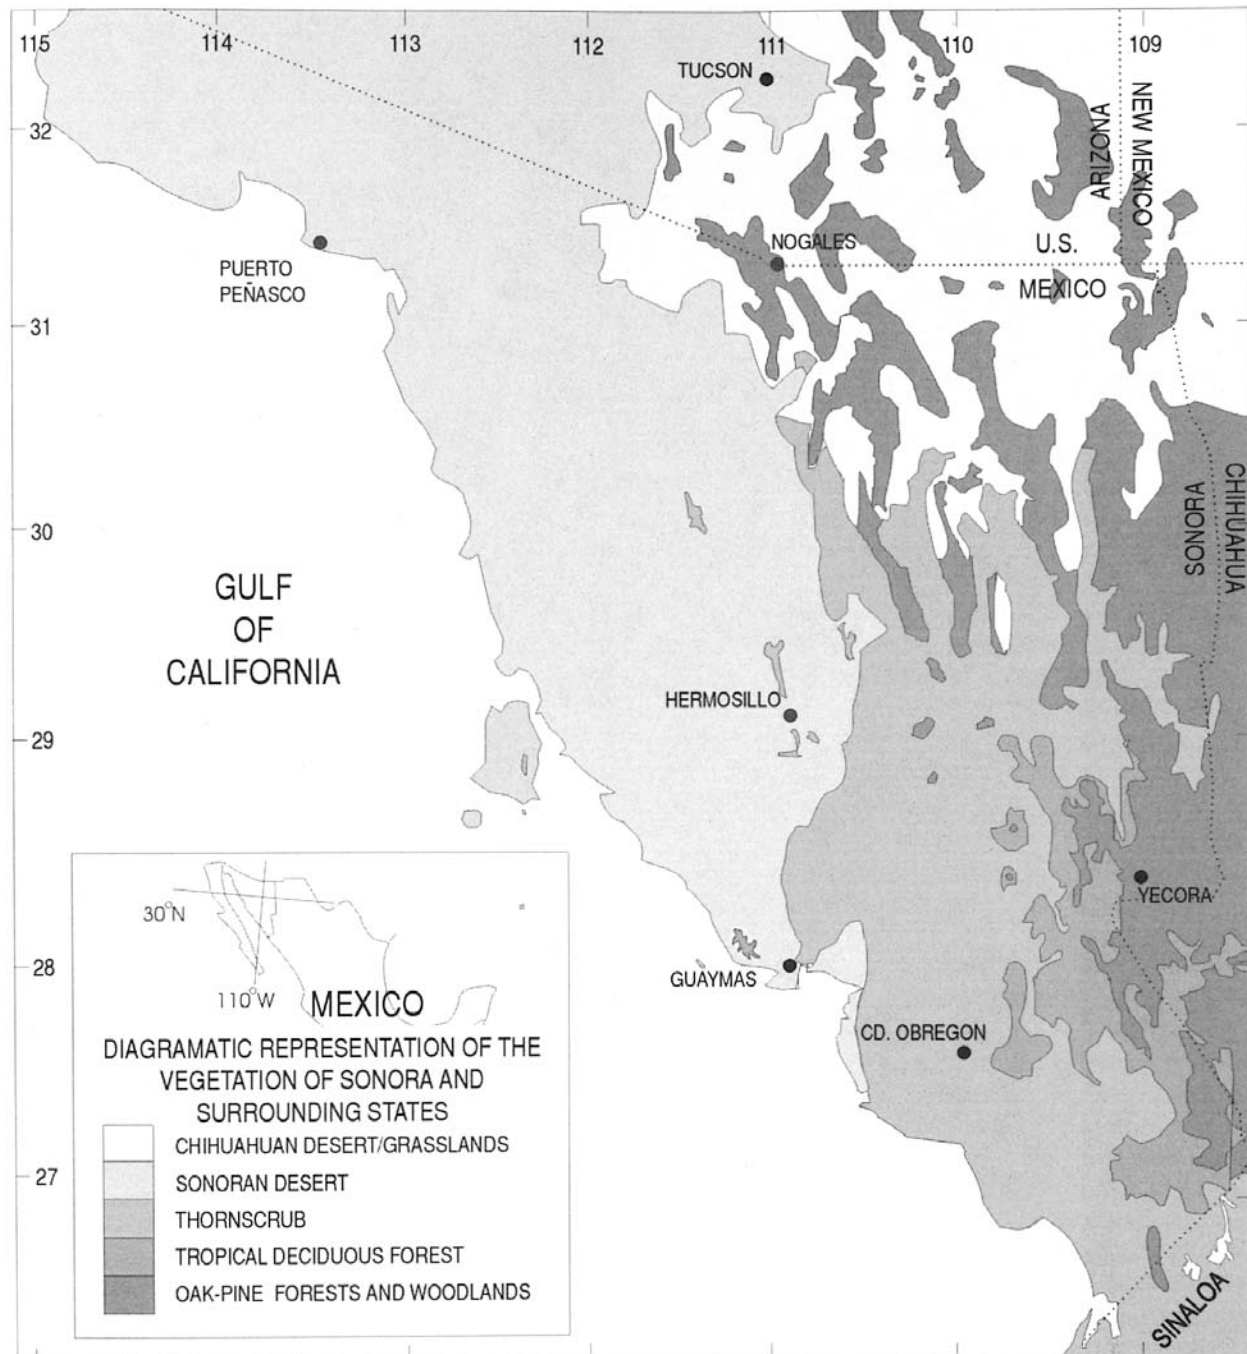 115
114
113
112
111
110
109
TUCSON
32
ARIZONA
NEW MEXICO
NOGALES
U.S.
MEXICO
PUERTO
PEÑASCO
31
30
SONORA
CHIHUAHUA
GULF
OF
CALIFORNIA
HERMOSILLO
29
YECORA
28
GUAYMAS
CD. OBREGON
27
SINALOA
30°N
110°W
MEXICO
DIAGRAMATIC REPRESENTATION OF THE
VEGETATION OF SONORA AND
SURROUNDING STATES
CHIHUAHUAN DESERT/GRASSLANDS
SONORAN DESERT
THORNSCRUB
TROPICAL DECIDUOUS FOREST
OAK-PINE FORESTS AND WOODLANDS